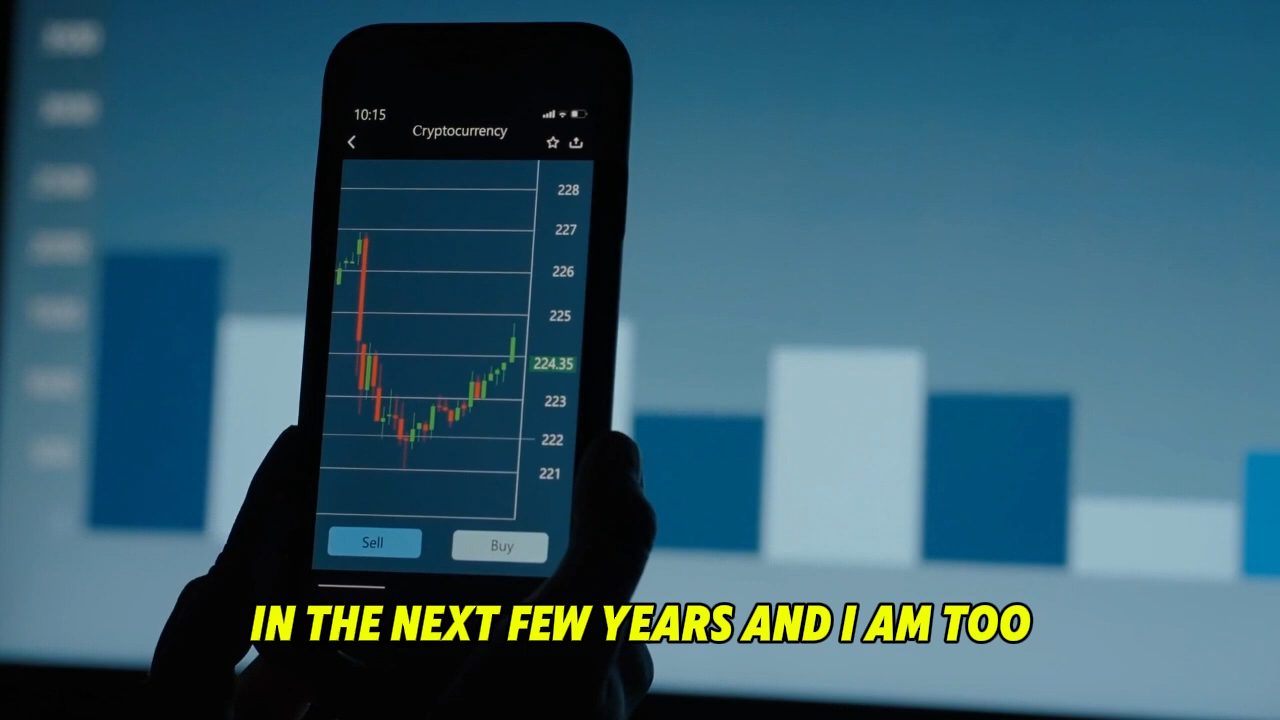 10:15
Cryptocurrency
228
227
226
225
224.35
223
222
221
Sell
Buy
IN THE NEXT FEW YEARS AND I AM TOO